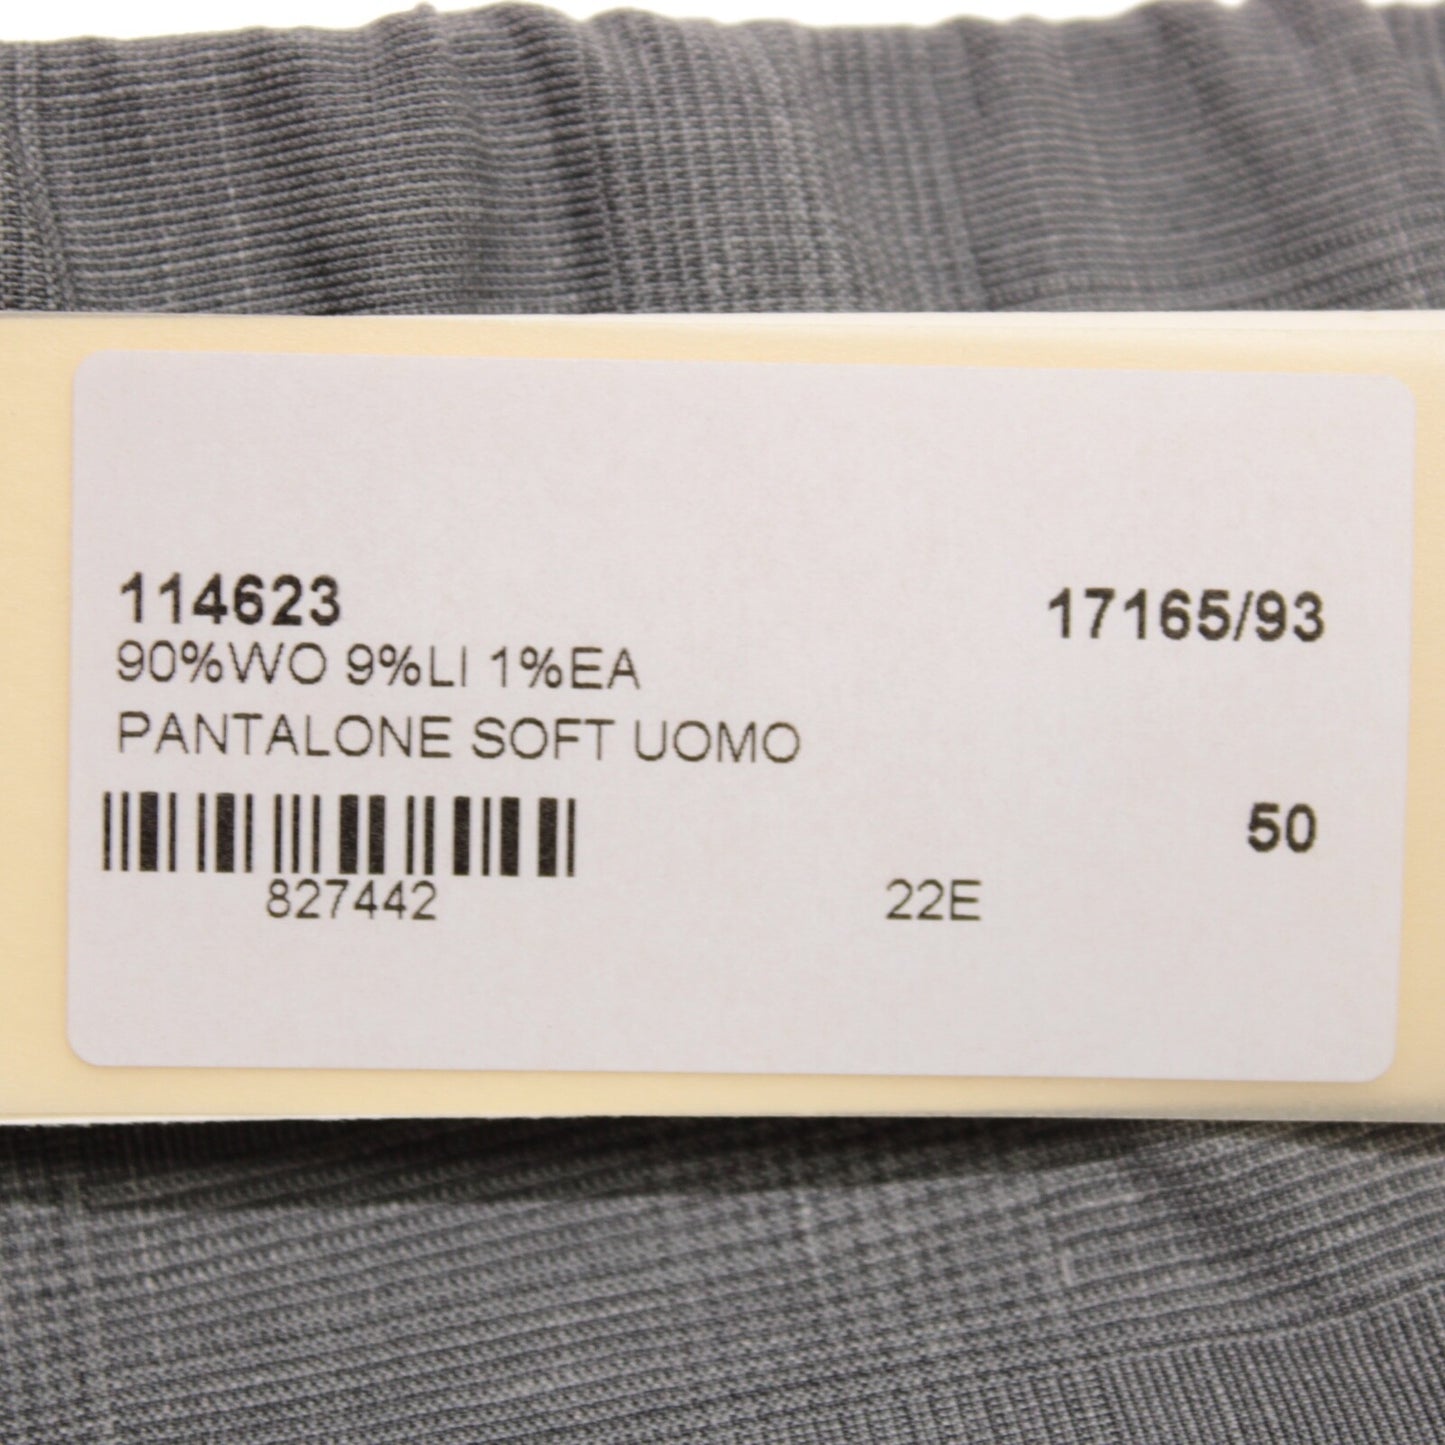 114623 17165/93
90%WO 9%LI 1%EA
PANTALONE SOFT UOMO
50
827442 22E